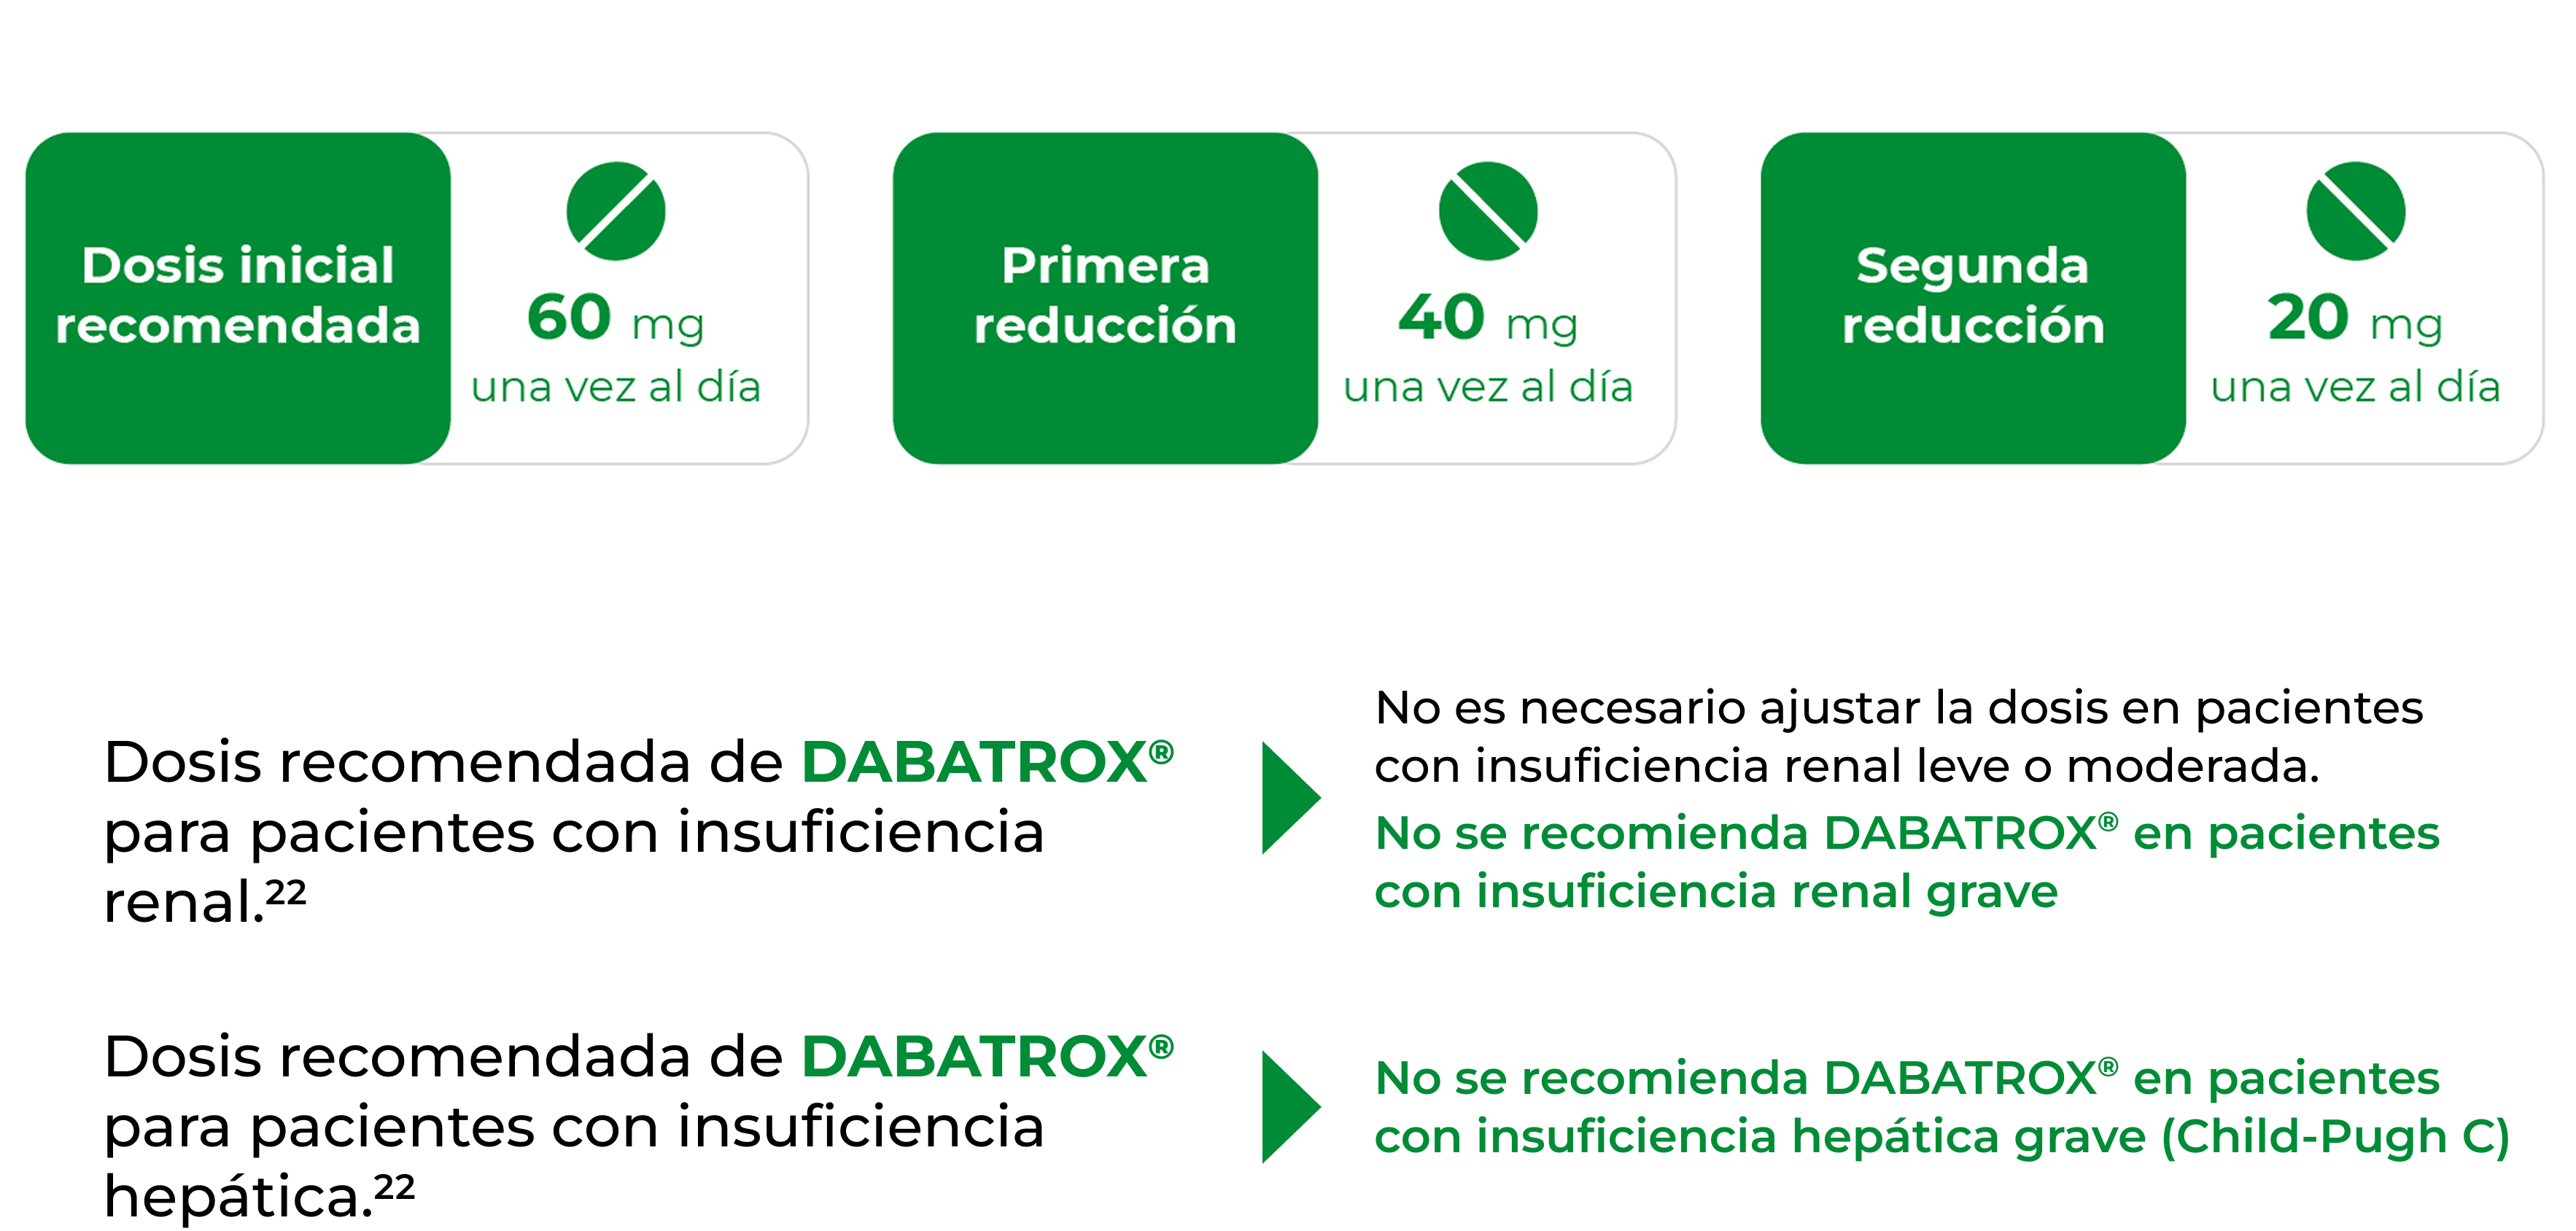 Dosis inicial
recomendada
60 mg
una vez al día
Primera
reducción
40 mg
una vez al día
Segunda
reducción
20 mg
una vez al día
Dosis recomendada de DABATROX®
para pacientes con insuficiencia
renal.²²
No es necesario ajustar la dosis en pacientes
con insuficiencia renal leve o moderada.
No se recomienda DABATROX® en pacientes
con insuficiencia renal grave
Dosis recomendada de DABATROX®
para pacientes con insuficiencia
hepática.²²
No se recomienda DABATROX® en pacientes
con insuficiencia hepática grave (Child-Pugh C)